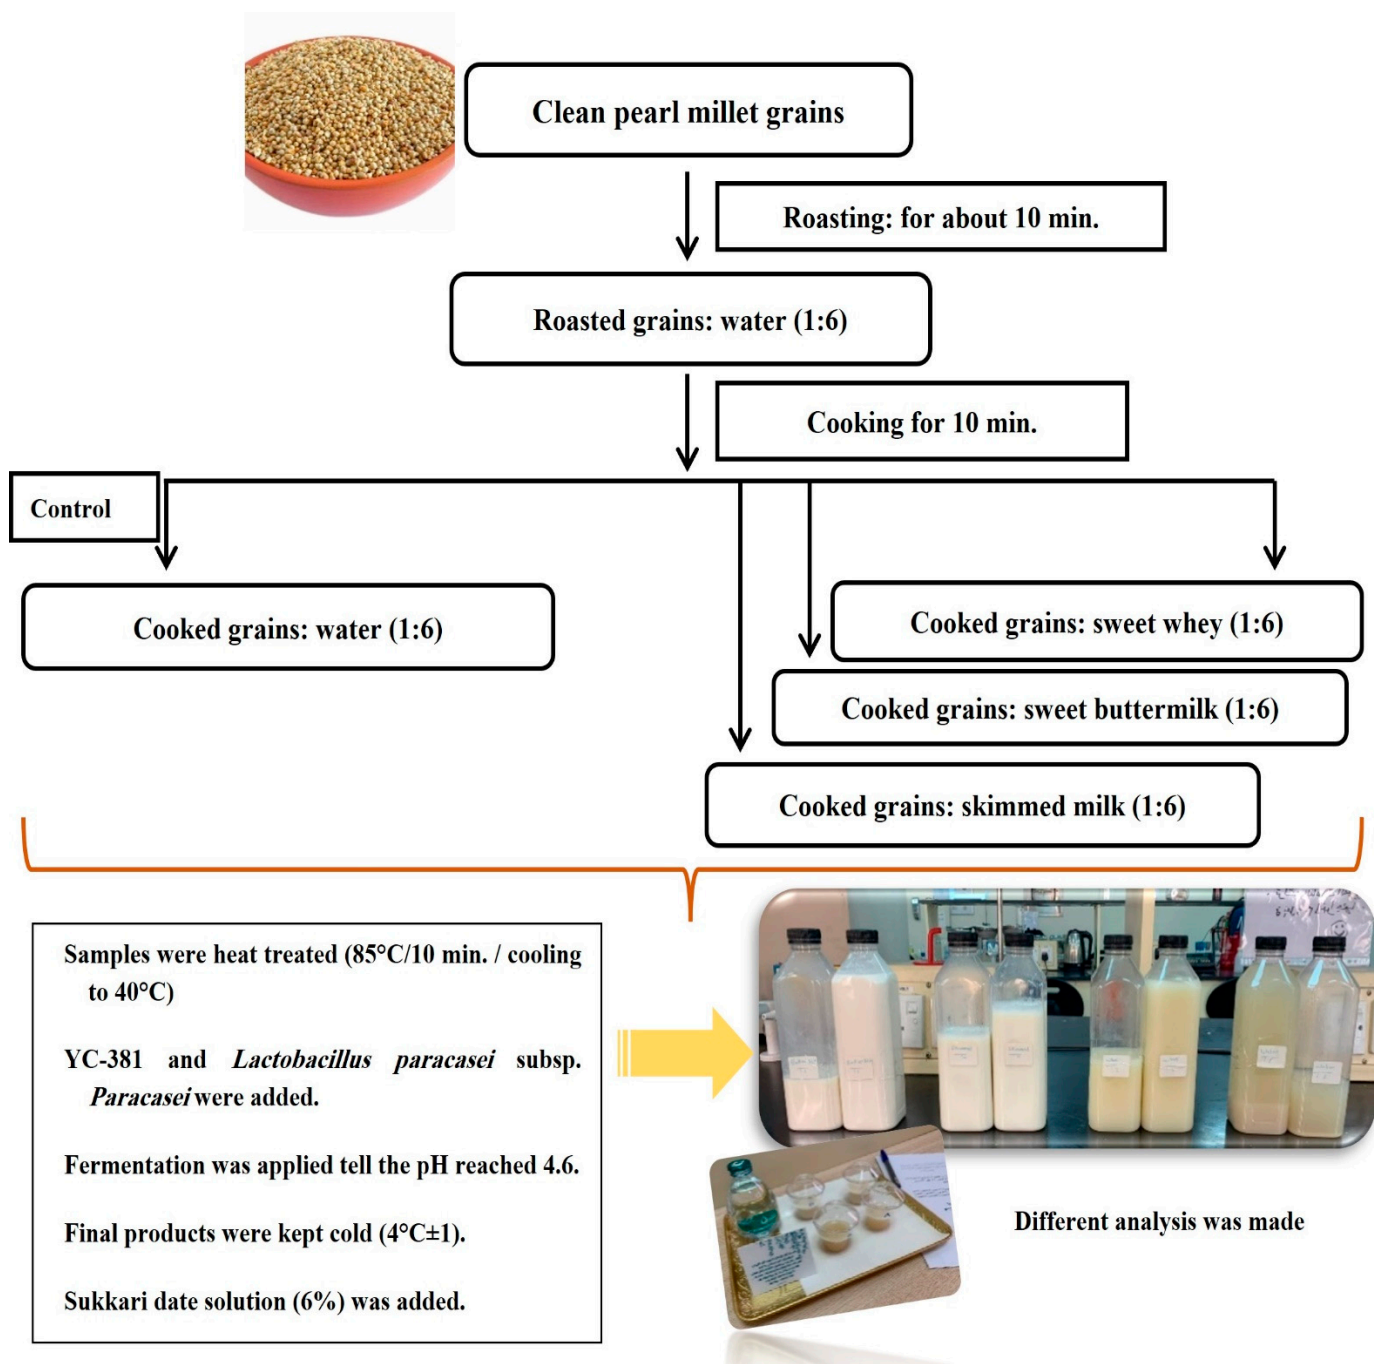 Clean pearl millet grains
Roasting: for about 10 min.
Roasted grains: water (1:6)
Cooking for 10 min.
Control
Cooked grains: water (1:6)
Cooked grains: sweet whey (1:6)
Cooked grains: sweet buttermilk (1:6)
Cooked grains: skimmed milk (1:6)
Samples were heat treated (85°C/10 min. / cooling
to 40°C)
YC-381 and Lactobacillus paracasei subsp.
Paracasei were added.
Fermentation was applied tell the pH reached 4.6.
Final products were kept cold (4°C±1).
Sukkari date solution (6%) was added.
Different analysis was made